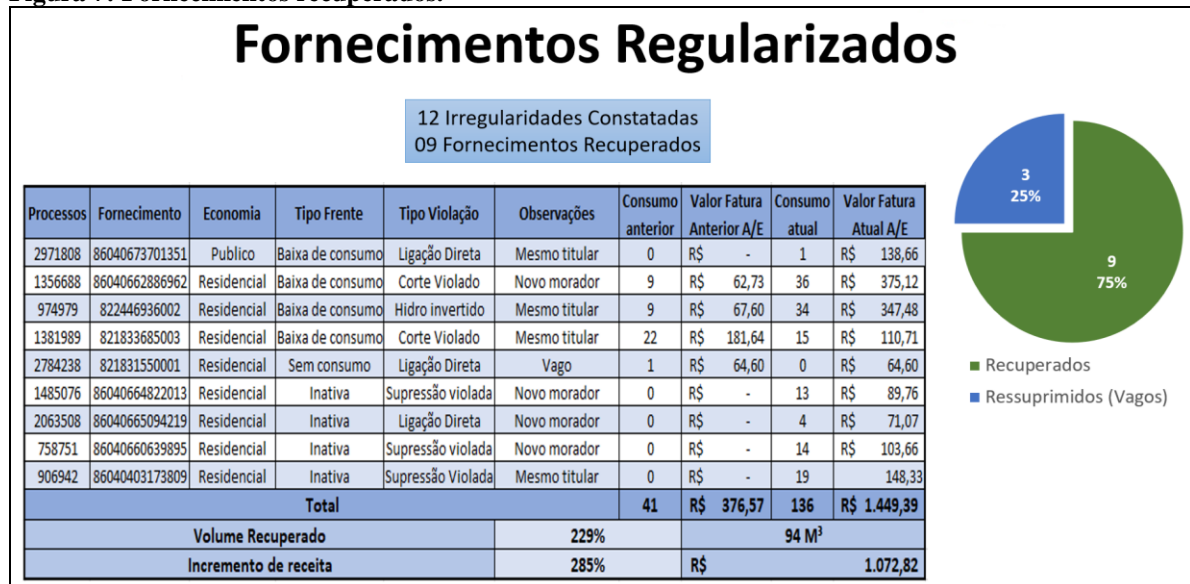 Fornecimentos Regularizados
12 Irregularidades Constatadas
09 Fornecimentos Recuperados
Processos Fornecimento Economia Tipo Frente Tipo Violação Observações Consumo anterior Valor Fatura Anterior A/E Consumo atual Valor Fatura Atual A/E
2971808 86040673701351 Publico Baixa de consumo Ligação Direta Mesmo titular 0 R$ - 1 R$ 138,66
1356688 86040662886962 Residencial Baixa de consumo Corte Violado Novo morador 9 R$ 62,73 36 R$ 375,12
974979 822446936002 Residencial Baixa de consumo Hidro invertido Mesmo titular 9 R$ 67,60 34 R$ 347,48
1381989 821833685003 Residencial Baixa de consumo Corte Violado Mesmo titular 22 R$ 181,64 15 R$ 110,71
2784238 821831550001 Residencial Sem consumo Ligação Direta Vago 1 R$ 64,60 0 R$ 64,60
1485076 86040664822013 Residencial Inativa Supressão violada Novo morador 0 R$ - 13 R$ 89,76
2063508 86040665094219 Residencial Inativa Ligação Direta Novo morador 0 R$ - 4 R$ 71,07
758751 86040660639895 Residencial Inativa Supressão violada Novo morador 0 R$ - 14 R$ 103,66
906942 86040403173809 Residencial Inativa Supressão Violada Mesmo titular 0 R$ - 19 148,33
Total 41 R$ 376,57 136 R$ 1.449,39
Volume Recuperado 229% 94 M³
Incremento de receita 285% R$ 1.072,82
3
25%
9
75%
Recuperados
Ressuprimidos (Vagos)